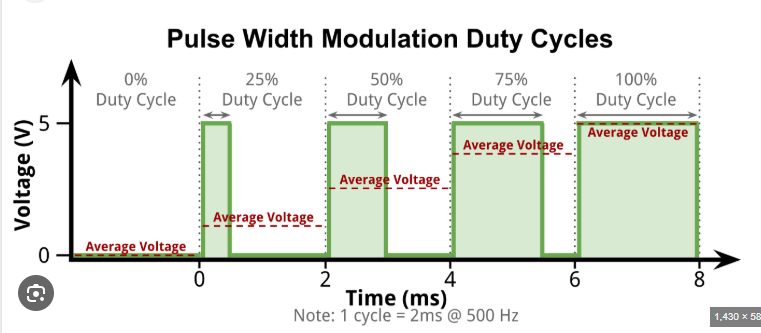 Pulse Width Modulation Duty Cycles
0%
Duty Cycle
25%
Duty Cycle
50%
Duty Cycle
75%
Duty Cycle
100%
Duty Cycle
Voltage (V)
5
0
Average Voltage
Average Voltage
Average Voltage
Average Voltage
Average Voltage
0
2
4
6
8
Time (ms)
Note: 1 cycle = 2ms @ 500 Hz
1,430 × 58